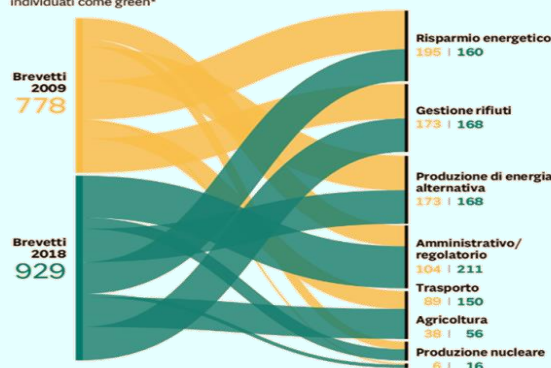 individuati come green*
Brevetti
2009
778
Brevetti
2018
929
Risparmio energetico
195 | 160
Gestione rifiuti
173 | 168
Produzione di energia
alternativa
173 | 168
Amministrativo/
regolatorio
104 | 211
Trasporto
89 | 150
Agricoltura
38 | 56
Produzione nucleare
6 | 16